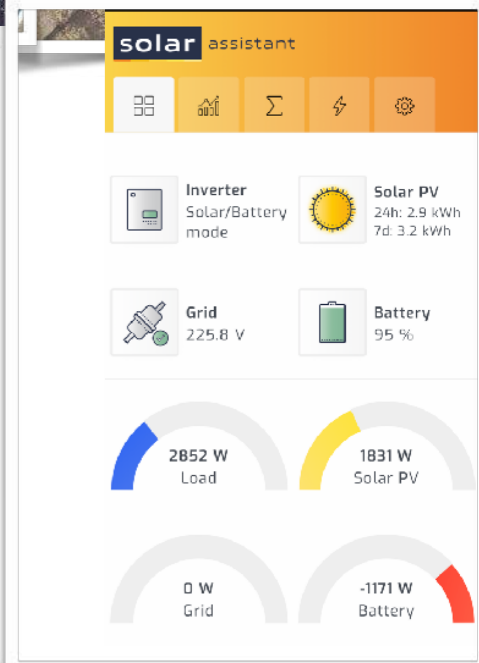 solar assistant
Inverter
Solar/Battery
mode
Solar PV
24h: 2.9 kWh
7d: 3.2 kWh
Grid
225.8 V
Battery
95 %
2852 W
Load
1831 W
Solar PV
0 W
Grid
-1171 W
Battery